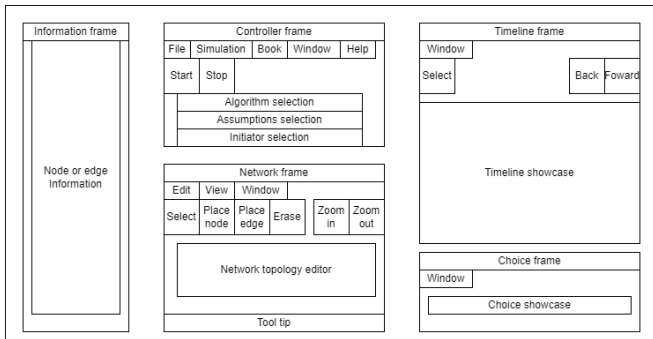 Information frame
Node or edge
Information
Controller frame
File Simulation Book Window Help
Start Stop
Algorithm selection
Assumptions selection
Initiator selection
Network frame
Edit View Window
Select Place node Place edge Erase Zoom in Zoom out
Network topology editor
Tool tip
Timeline frame
Window
Select Back Foward
Timeline showcase
Choice frame
Window
Choice showcase